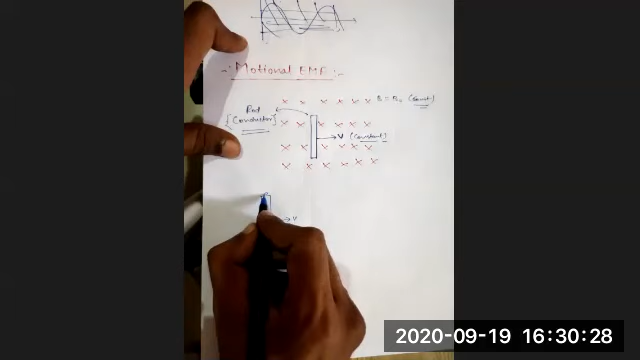 -: Motional EMF :-
B = B₀ (Const)
Rod
{Conductor}
→ V (Constant)
→ V
2020-09-19 16:30:28